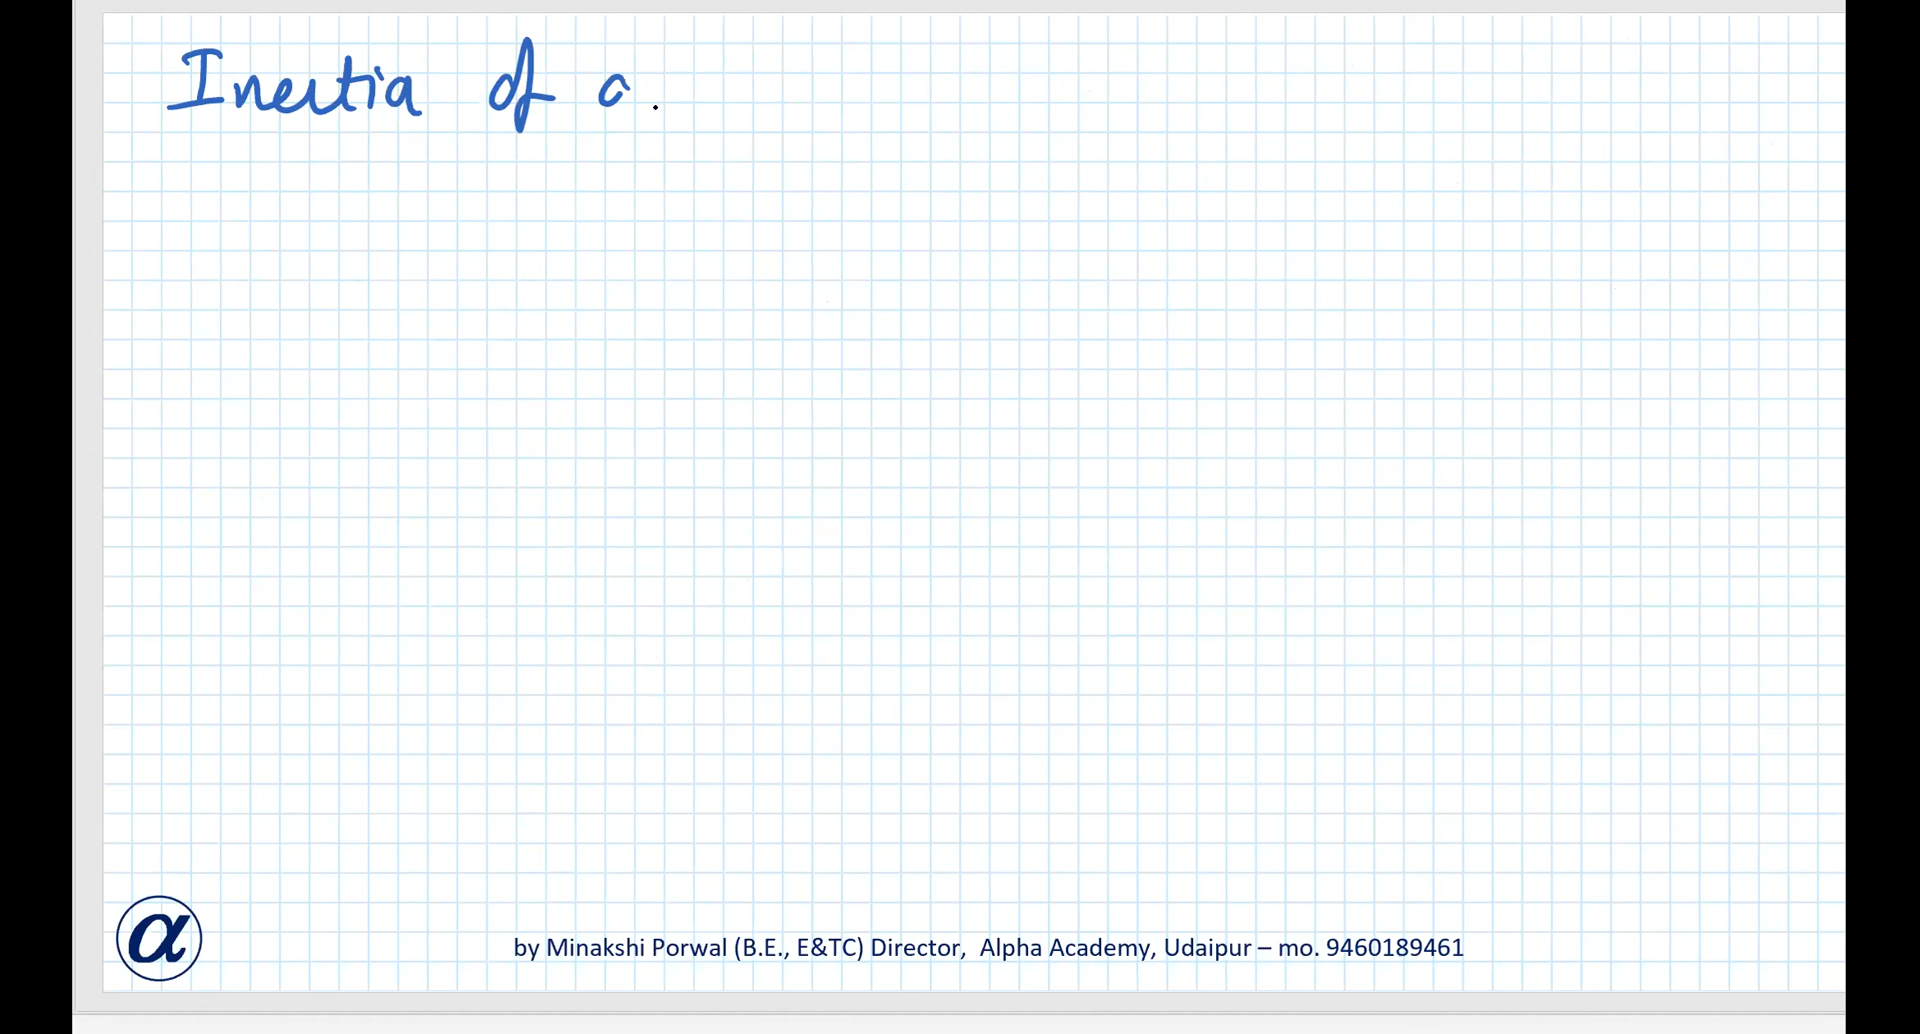 Inertia of a
α
by Minakshi Porwal (B.E., E&TC) Director, Alpha Academy, Udaipur – mo. 9460189461